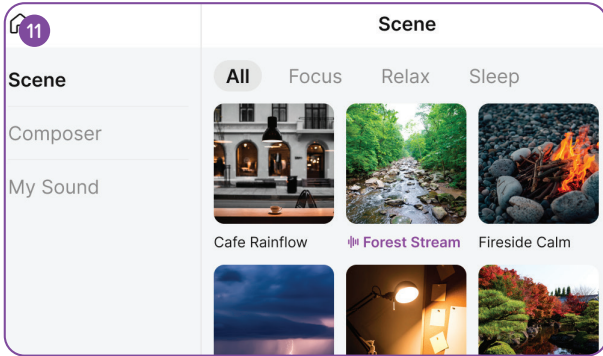 11
Scene
Scene
Composer
My Sound
All Focus Relax Sleep
Cafe Rainflow Forest Stream Fireside Calm